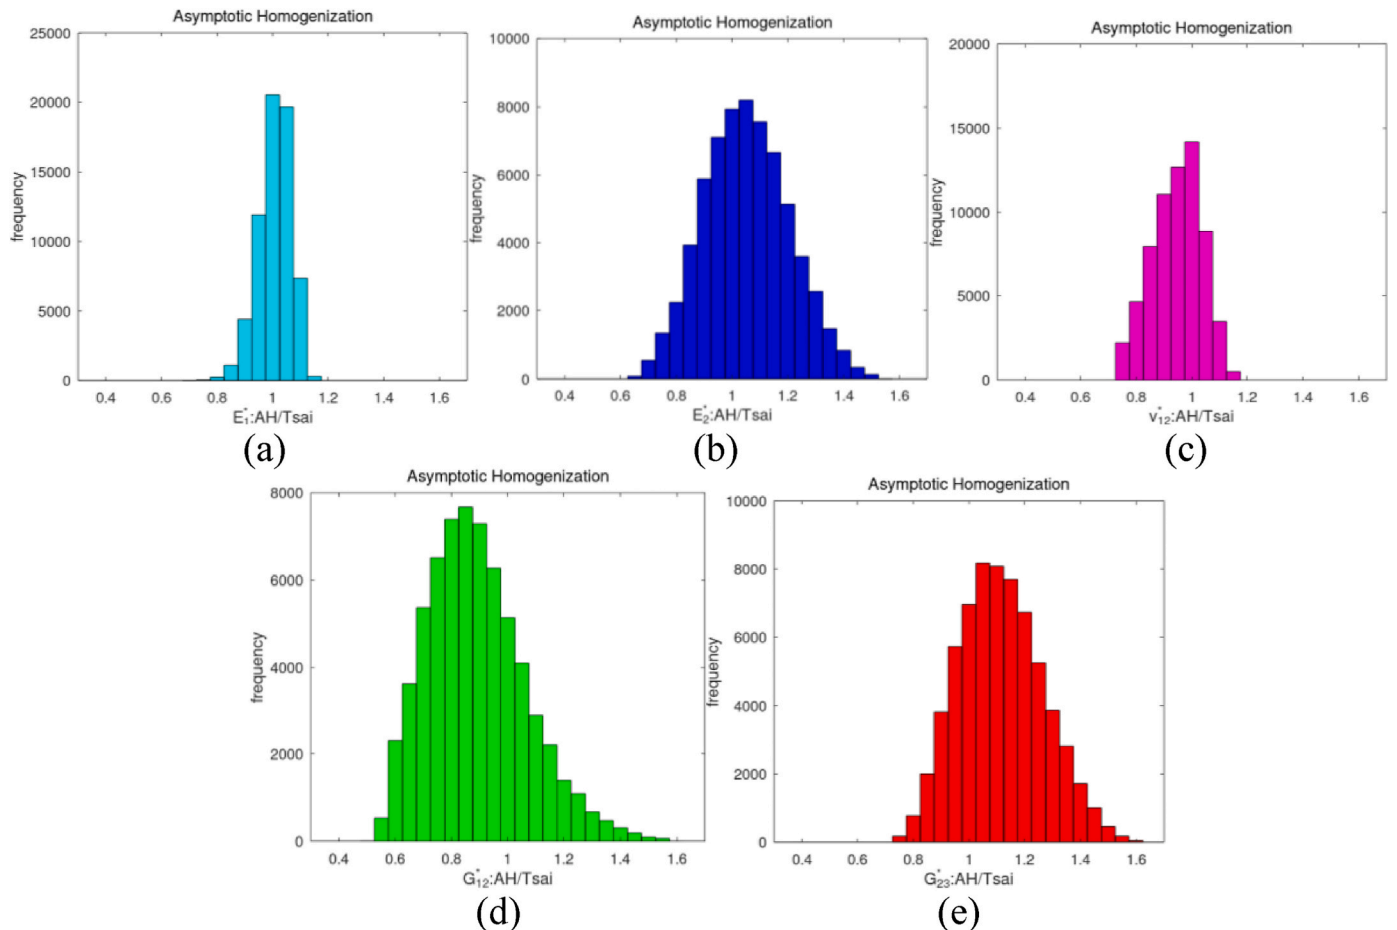 Asymptotic Homogenization
25000
20000
15000
10000
5000
0
frequency
0.4 0.6 0.8 1 1.2 1.4 1.6
E₁*:AH/Tsai
(a)
Asymptotic Homogenization
10000
8000
6000
4000
2000
0
frequency
0.4 0.6 0.8 1 1.2 1.4 1.6
E₂*:AH/Tsai
(b)
Asymptotic Homogenization
20000
15000
10000
5000
0
frequency
0.4 0.6 0.8 1 1.2 1.4 1.6
v₁₂*:AH/Tsai
(c)
Asymptotic Homogenization
8000
6000
4000
2000
0
frequency
0.4 0.6 0.8 1 1.2 1.4 1.6
G₁₂*:AH/Tsai
(d)
Asymptotic Homogenization
10000
8000
6000
4000
2000
0
frequency
0.4 0.6 0.8 1 1.2 1.4 1.6
G₂₃*:AH/Tsai
(e)